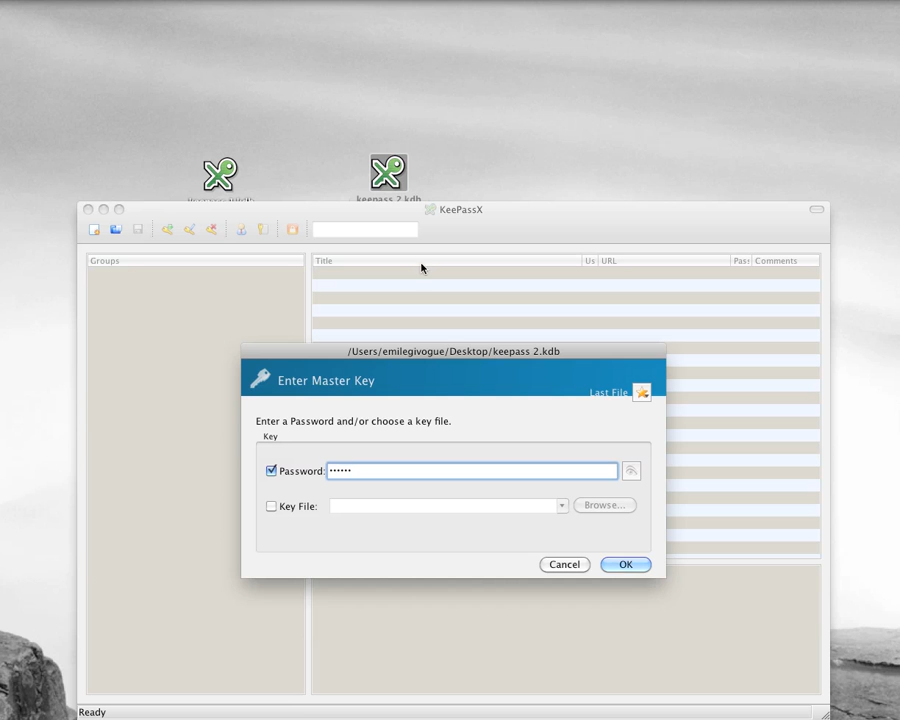 keepass 2.kdb
KeePassX
Groups
Title Us URL Pas: Comments
/Users/emilegivogue/Desktop/keepass 2.kdb
Enter Master Key
Last File
Enter a Password and/or choose a key file.
Key
Password: ••••••
Key File:
Browse...
Cancel OK
Ready